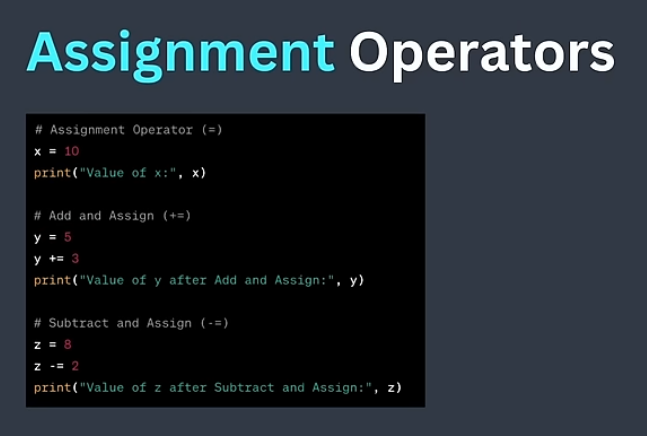 Assignment Operators
# Assignment Operator (=)
x = 10
print("Value of x:", x)
# Add and Assign (+=)
y = 5
y += 3
print("Value of y after Add and Assign:", y)
# Subtract and Assign (-=)
z = 8
z -= 2
print("Value of z after Subtract and Assign:", z)